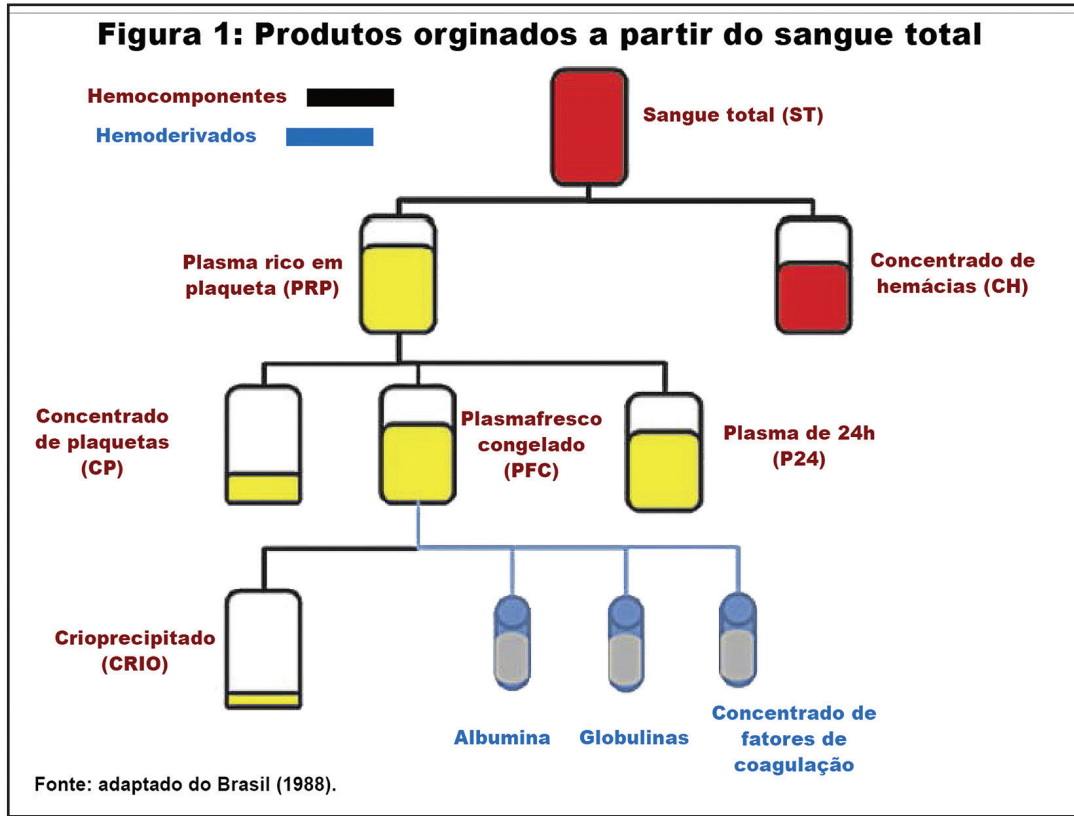 Figura 1: Produtos orginados a partir do sangue total
Hemocomponentes
Hemoderivados
Sangue total (ST)
Plasma rico em
plaqueta (PRP)
Concentrado de
hemácias (CH)
Concentrado
de plaquetas
(CP)
Plasmafresco
congelado
(PFC)
Plasma de 24h
(P24)
Crioprecipitado
(CRIO)
Albumina
Globulinas
Concentrado de
fatores de
coagulação
Fonte: adaptado do Brasil (1988).